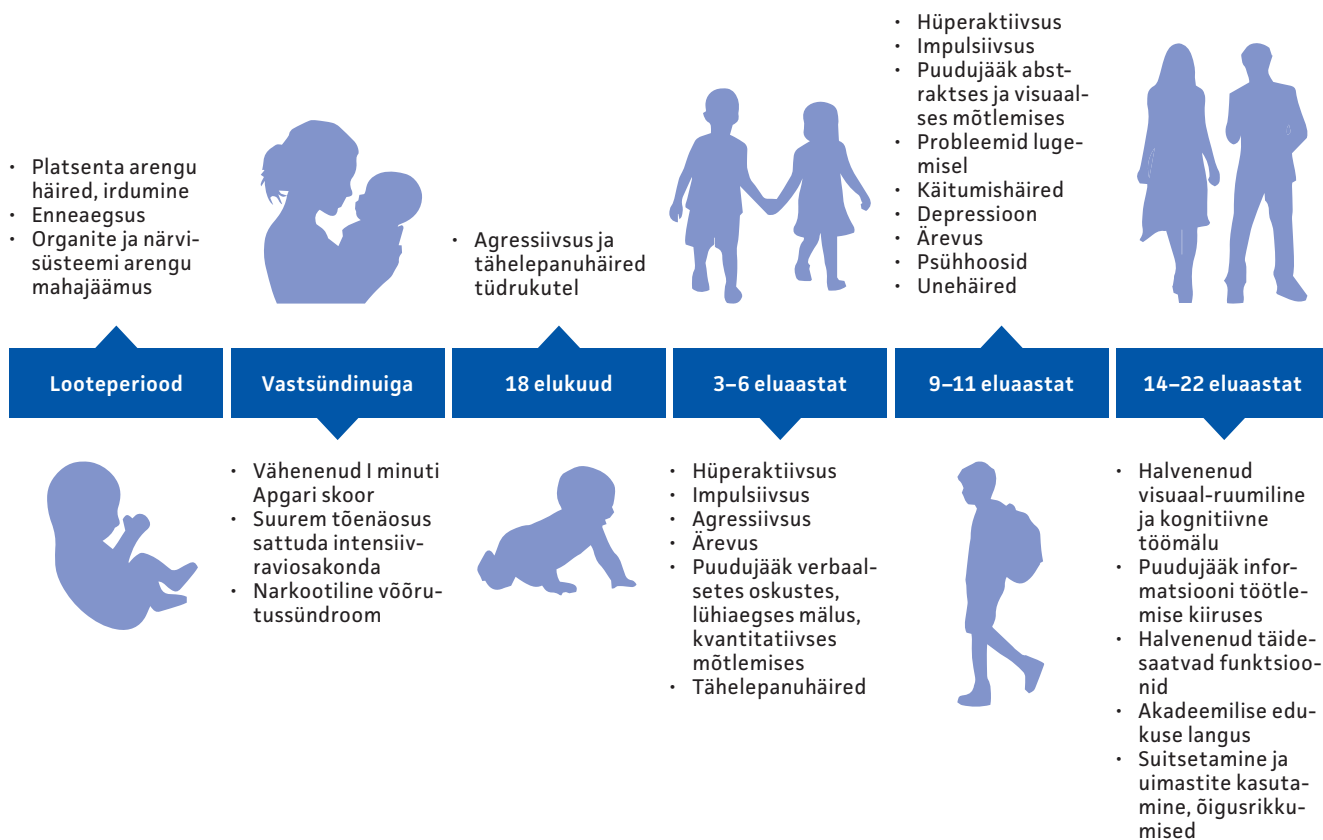 • Platsenta arengu
häired, irdumine
• Enneaegsus
• Organite ja närvi-
süsteemi arengu
mahajäämus
Looteperiood
Vastsündinuiga
• Vähenenud I minuti
Apgari skoor
• Suurem tõenäosus
sattuda intensiiv-
raviosakonda
• Narkootiline võõru-
tussündroom
• Agressiivsus ja
tähelepanuhäired
tüdrukutel
18 elukuud
3–6 eluaastat
• Hüperaktiivsus
• Impulsiivsus
• Agressiivsus
• Ärevus
• Puudujääk verbaal-
setes oskustes,
lühiaegses mälus,
kvantitatiivses
mõtlemises
• Tähelepanuhäired
• Hüperaktiivsus
• Impulsiivsus
• Puudujääk abst-
raktses ja visuaal-
ses mõtlemises
• Probleemid luge-
misel
• Käitumishäired
• Depressioon
• Ärevus
• Psühhoosid
• Unehäired
9–11 eluaastat
14–22 eluaastat
• Halvenenud
visuaal-ruumiline
ja kognitiivne
töömälu
• Puudujääk infor-
matsiooni töötle-
mise kiiruses
• Halvenenud täide-
saatvad funktsioo-
nid
• Akadeemilise edu-
kuse langus
• Suitsetamine ja
uimastite kasuta-
mine, õigusrikku-
mised